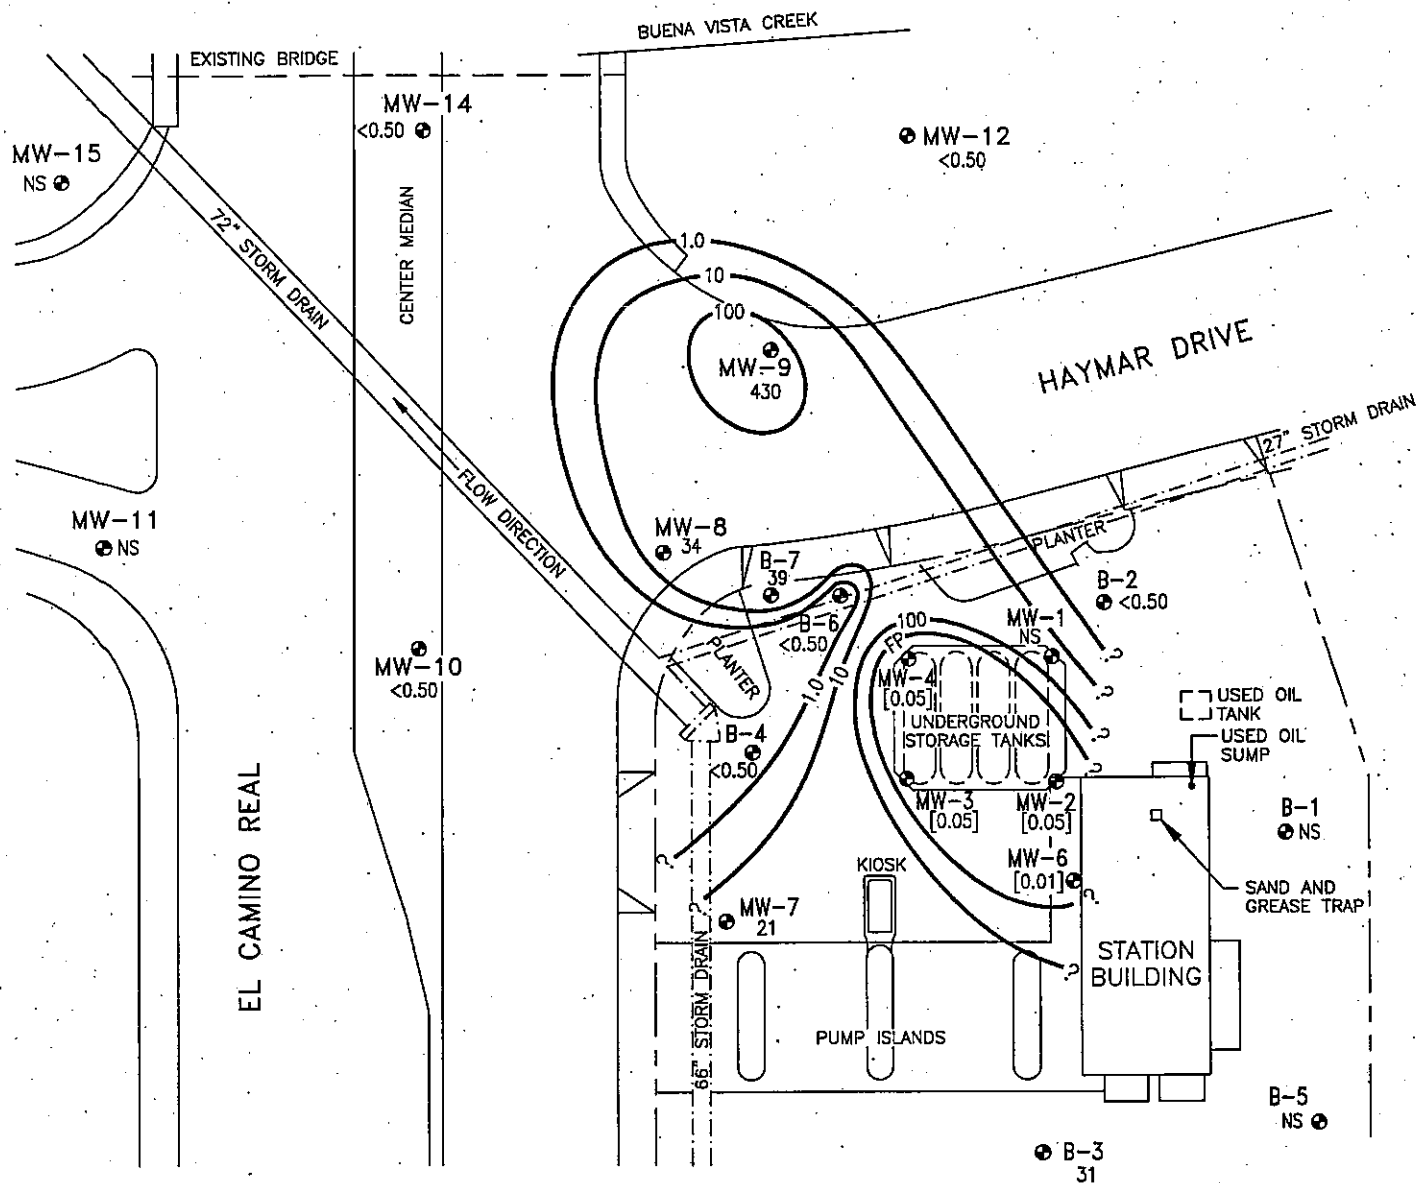 BUENA VISTA CREEK
EXISTING BRIDGE
MW-14
<0.50
MW-12
<0.50
MW-15
NS
72" STORM DRAIN
CENTER MEDIAN
1.0
10
100
MW-9
430
HAYMAR DRIVE
27" STORM DRAIN
FLOW DIRECTION
MW-11
NS
MW-8
34
B-7
39
PLANTER
B-2
<0.50
B-6
<0.50
MW-1
NS
100
FP
MW-10
<0.50
PLANTER
1.0
10
MW-4
[0.05]
?
?
?
?
UNDERGROUND
STORAGE TANKS
USED OIL
TANK
USED OIL
SUMP
B-4
<0.50
MW-3
[0.05]
MW-2
[0.05]
B-1
NS
EL CAMINO REAL
?
?
KIOSK
MW-6
[0.01]
?
SAND AND
GREASE TRAP
MW-7
21
STATION
BUILDING
?
66" STORM DRAIN
PUMP ISLANDS
B-5
NS
B-3
31